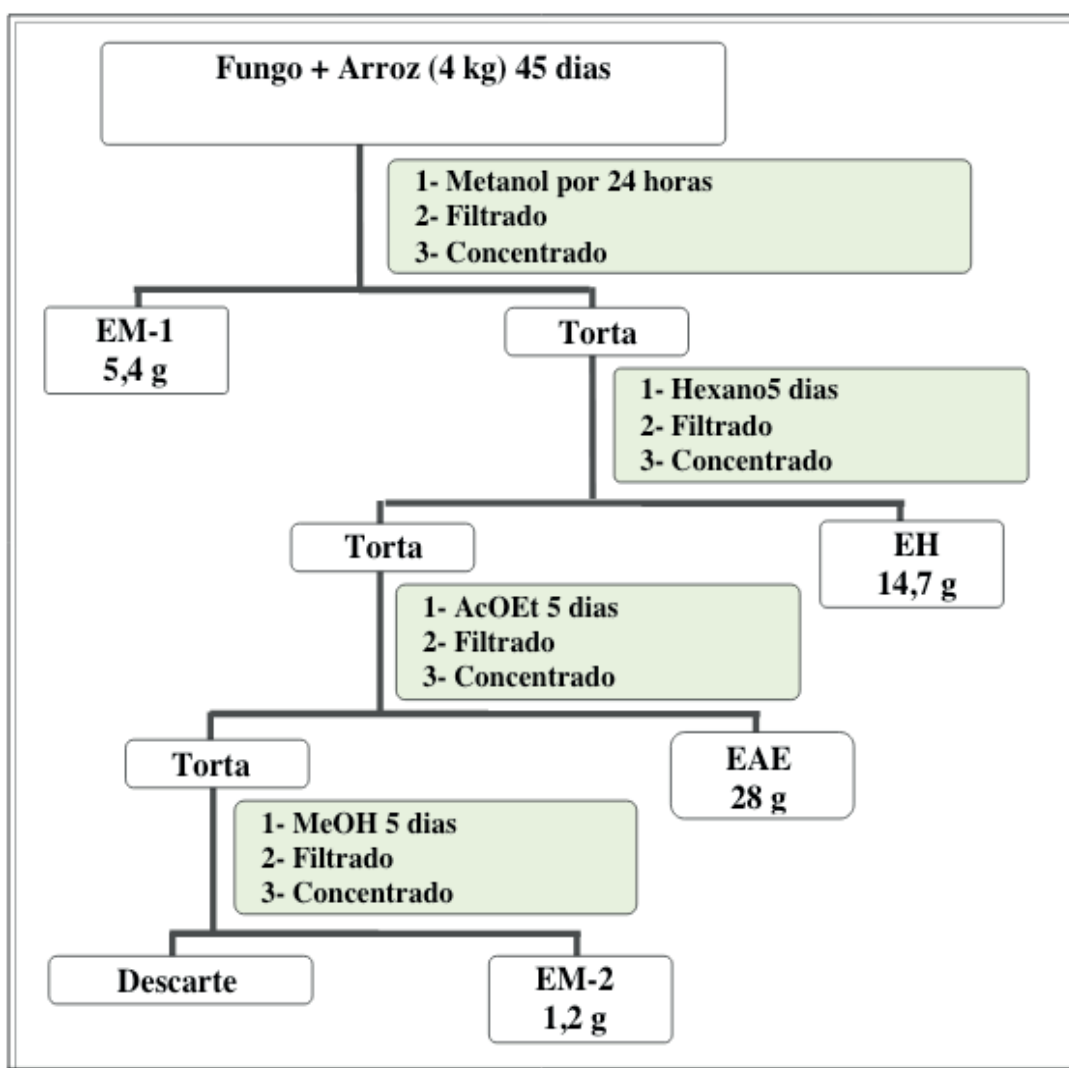 Fungo + Arroz (4 kg) 45 dias
1- Metanol por 24 horas
2- Filtrado
3- Concentrado
EM-1
5,4 g
Torta
1- Hexano5 dias
2- Filtrado
3- Concentrado
Torta
EH
14,7 g
1- AcOEt 5 dias
2- Filtrado
3- Concentrado
Torta
EAE
28 g
1- MeOH 5 dias
2- Filtrado
3- Concentrado
Descarte
EM-2
1,2 g